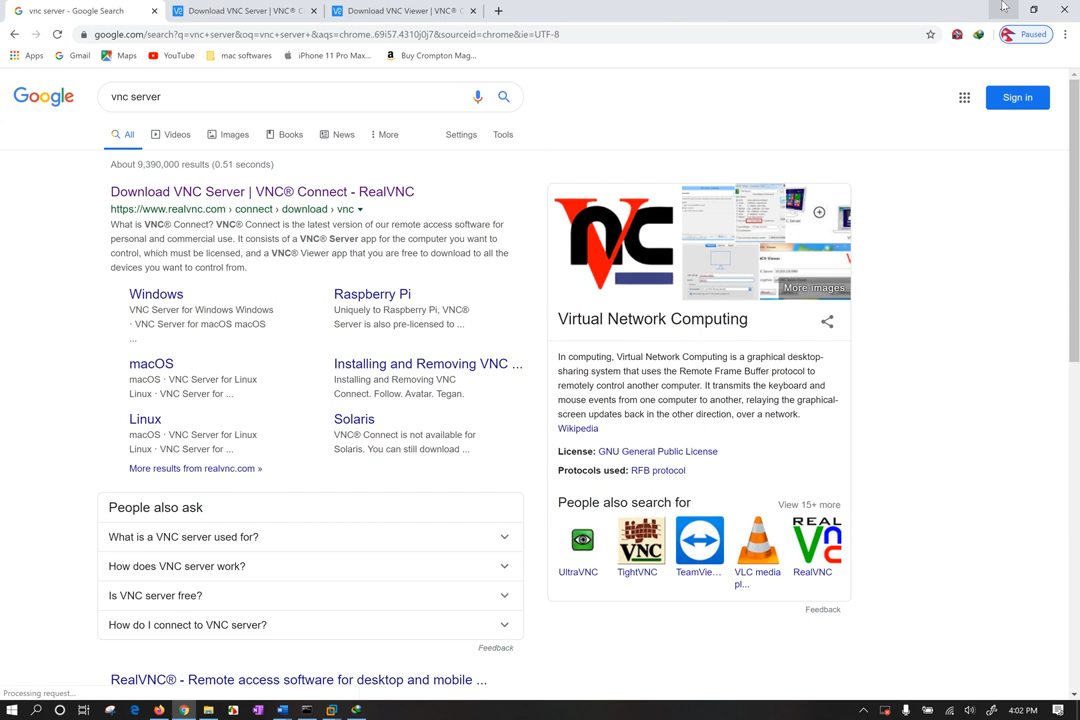 vnc server - Google Search
Download VNC Server | VNC® C
Download VNC Viewer | VNC® C
google.com/search?q=vnc+server&oq=vnc+server+&aqs=chrome..69i57.4310j0j7&sourceid=chrome&ie=UTF-8
Paused
Apps
Gmail
Maps
YouTube
mac softwares
iPhone 11 Pro Max...
Buy Crompton Mag...
Google
vnc server
Sign in
All
Videos
Images
Books
News
More
Settings
Tools
About 9,390,000 results (0.51 seconds)
Download VNC Server | VNC® Connect - RealVNC
https://www.realvnc.com › connect › download › vnc
What is VNC® Connect? VNC® Connect is the latest version of our remote access software for
personal and commercial use. It consists of a VNC® Server app for the computer you want to
control, which must be licensed, and a VNC® Viewer app that you are free to download to all the
devices you want to control from.
Windows
VNC Server for Windows Windows
· VNC Server for macOS macOS
...
Raspberry Pi
Uniquely to Raspberry Pi, VNC®
Server is also pre-licensed to ...
macOS
macOS · VNC Server for Linux
Linux · VNC Server for ...
Installing and Removing VNC ...
Installing and Removing VNC
Connect. Follow. Avatar. Tegan.
Linux
macOS · VNC Server for Linux
Linux · VNC Server for ...
Solaris
VNC® Connect is not available for
Solaris. You can still download ...
More results from realvnc.com »
People also ask
What is a VNC server used for?
How does VNC server work?
Is VNC server free?
How do I connect to VNC server?
Feedback
RealVNC® - Remote access software for desktop and mobile ...
VNC
More images
Virtual Network Computing
In computing, Virtual Network Computing is a graphical desktop-
sharing system that uses the Remote Frame Buffer protocol to
remotely control another computer. It transmits the keyboard and
mouse events from one computer to another, relaying the graphical-
screen updates back in the other direction, over a network.
Wikipedia
License: GNU General Public License
Protocols used: RFB protocol
People also search for
View 15+ more
Tight
VNC
REAL
VNC
UltraVNC
TightVNC
TeamVie...
VLC media
pl...
RealVNC
Feedback
Processing request...
4:02 PM